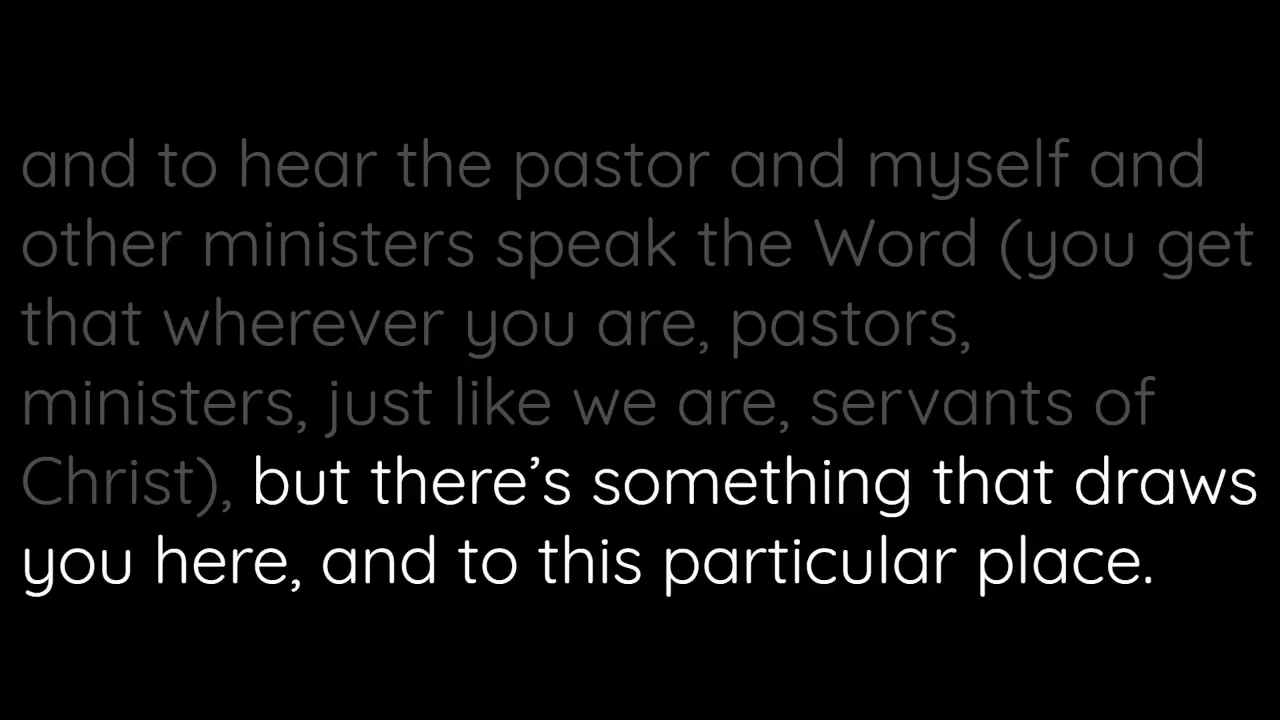 and to hear the pastor and myself and
other ministers speak the Word (you get
that wherever you are, pastors,
ministers, just like we are, servants of
Christ), but there’s something that draws
you here, and to this particular place.